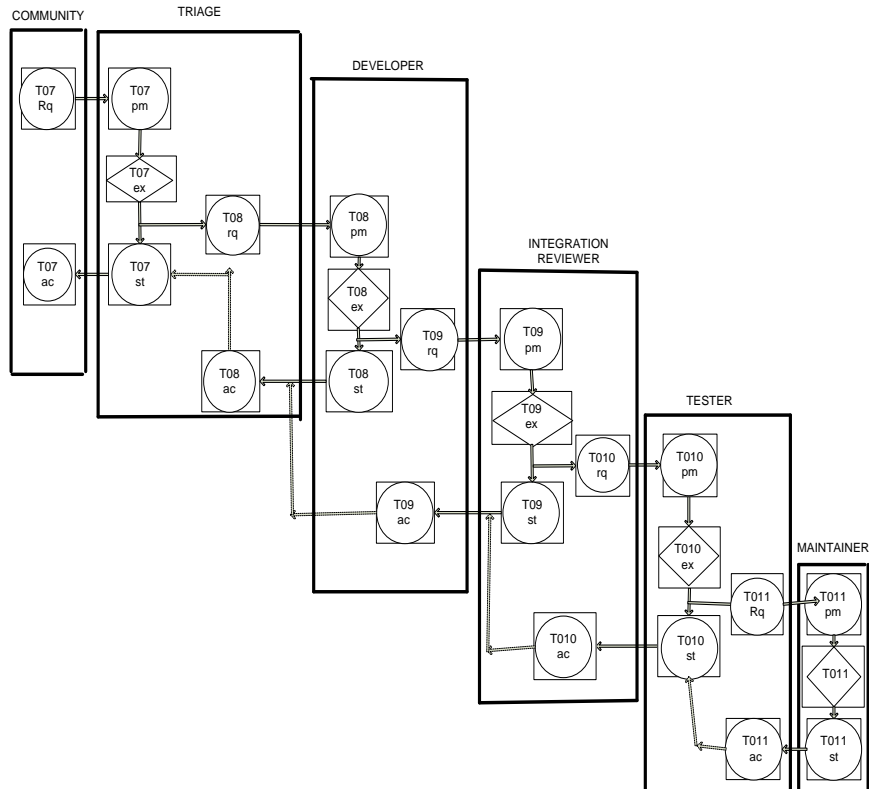 COMMUNITY
TRIAGE
DEVELOPER
INTEGRATION
REVIEWER
TESTER
MAINTAINER
T07
Rq
T07
pm
T07
ex
T07
st
T07
ac
T08
rq
T08
pm
T08
ex
T08
st
T08
ac
T09
rq
T09
pm
T09
ex
T09
st
T09
ac
T010
rq
T010
pm
T010
ex
T010
st
T010
ac
T011
Rq
T011
pm
T011
T011
st
T011
ac